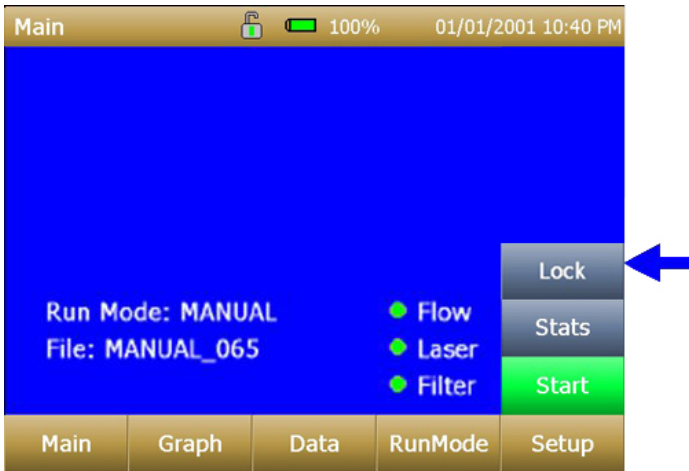 Main 100% 01/01/2001 10:40 PM
Lock
Run Mode: MANUAL Flow Stats
File: MANUAL_065 Laser
Filter Start
Main Graph Data RunMode Setup